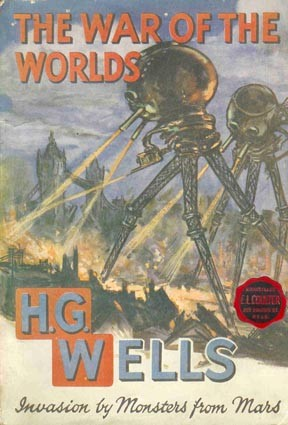 THE WAR OF THE
WORLDS
H.G.
WELLS
Invasion by Monsters from Mars